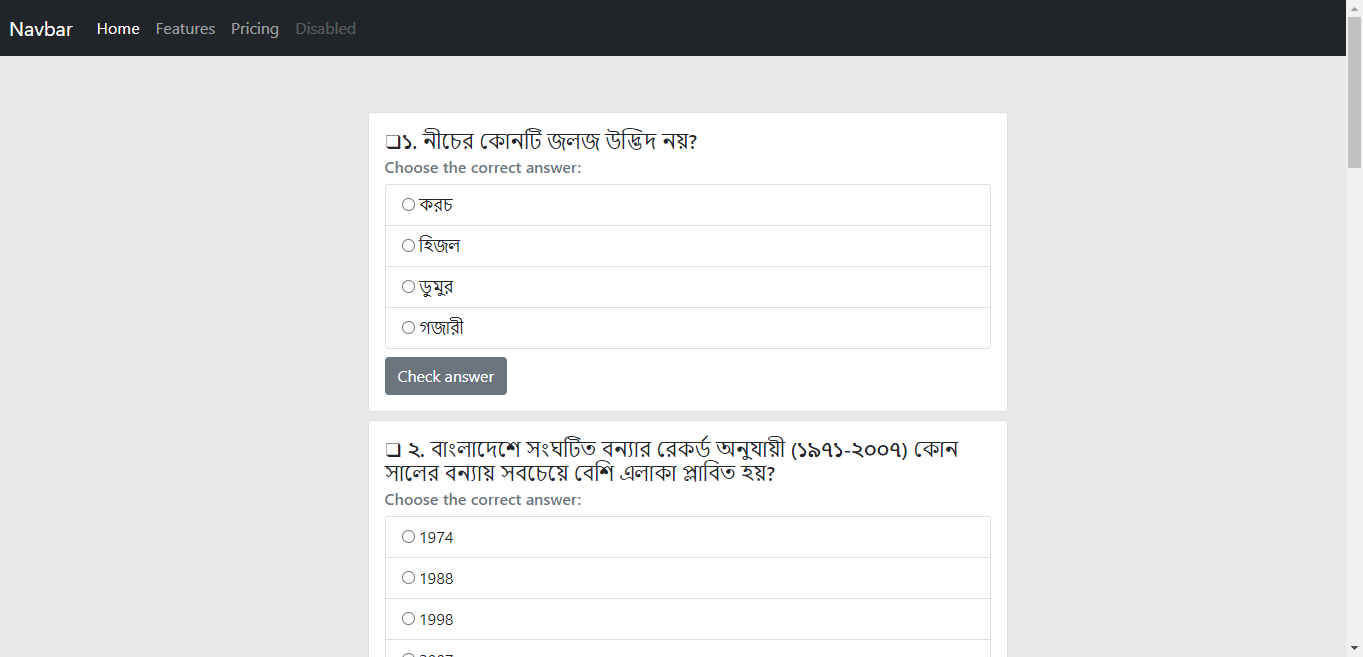 Navbar Home Features Pricing Disabled
❑১. নীচের কোনটি জলজ উদ্ভিদ নয়?
Choose the correct answer:
করচ
হিজল
ডুমুর
গজারী
Check answer
❑ ২. বাংলাদেশে সংঘটিত বন্যার রেকর্ড অনুযায়ী (১৯৭১-২০০৭) কোন
সালের বন্যায় সবচেয়ে বেশি এলাকা প্লাবিত হয়?
Choose the correct answer:
1974
1988
1998